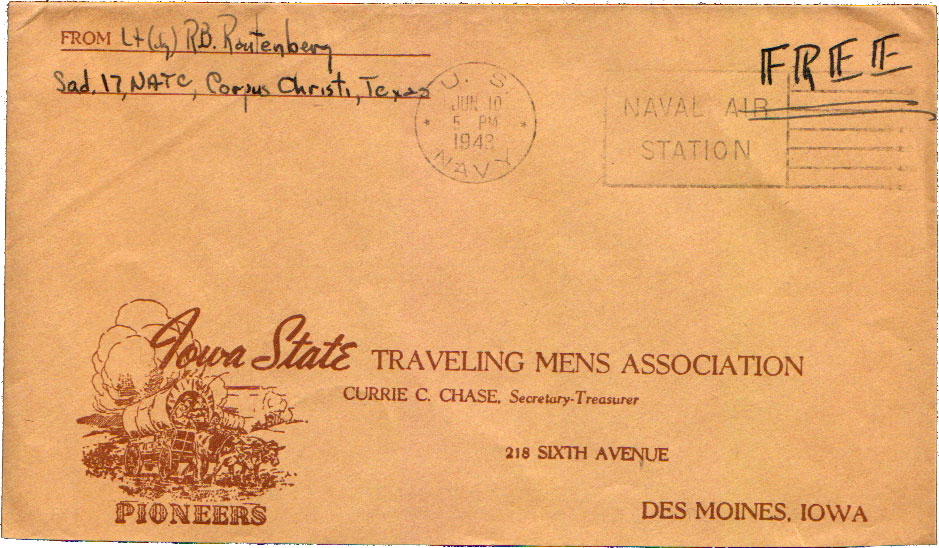 FROM Lt(jg) R.B. Rautenberg
Sqd. 17, NATC, Corpus Christi, Texas
U. S.
JUN 10
5 PM
1943
NAVY
NAVAL AIR
STATION
FREE
Iowa State TRAVELING MENS ASSOCIATION
CURRIE C. CHASE, Secretary-Treasurer
218 SIXTH AVENUE
PIONEERS
DES MOINES, IOWA